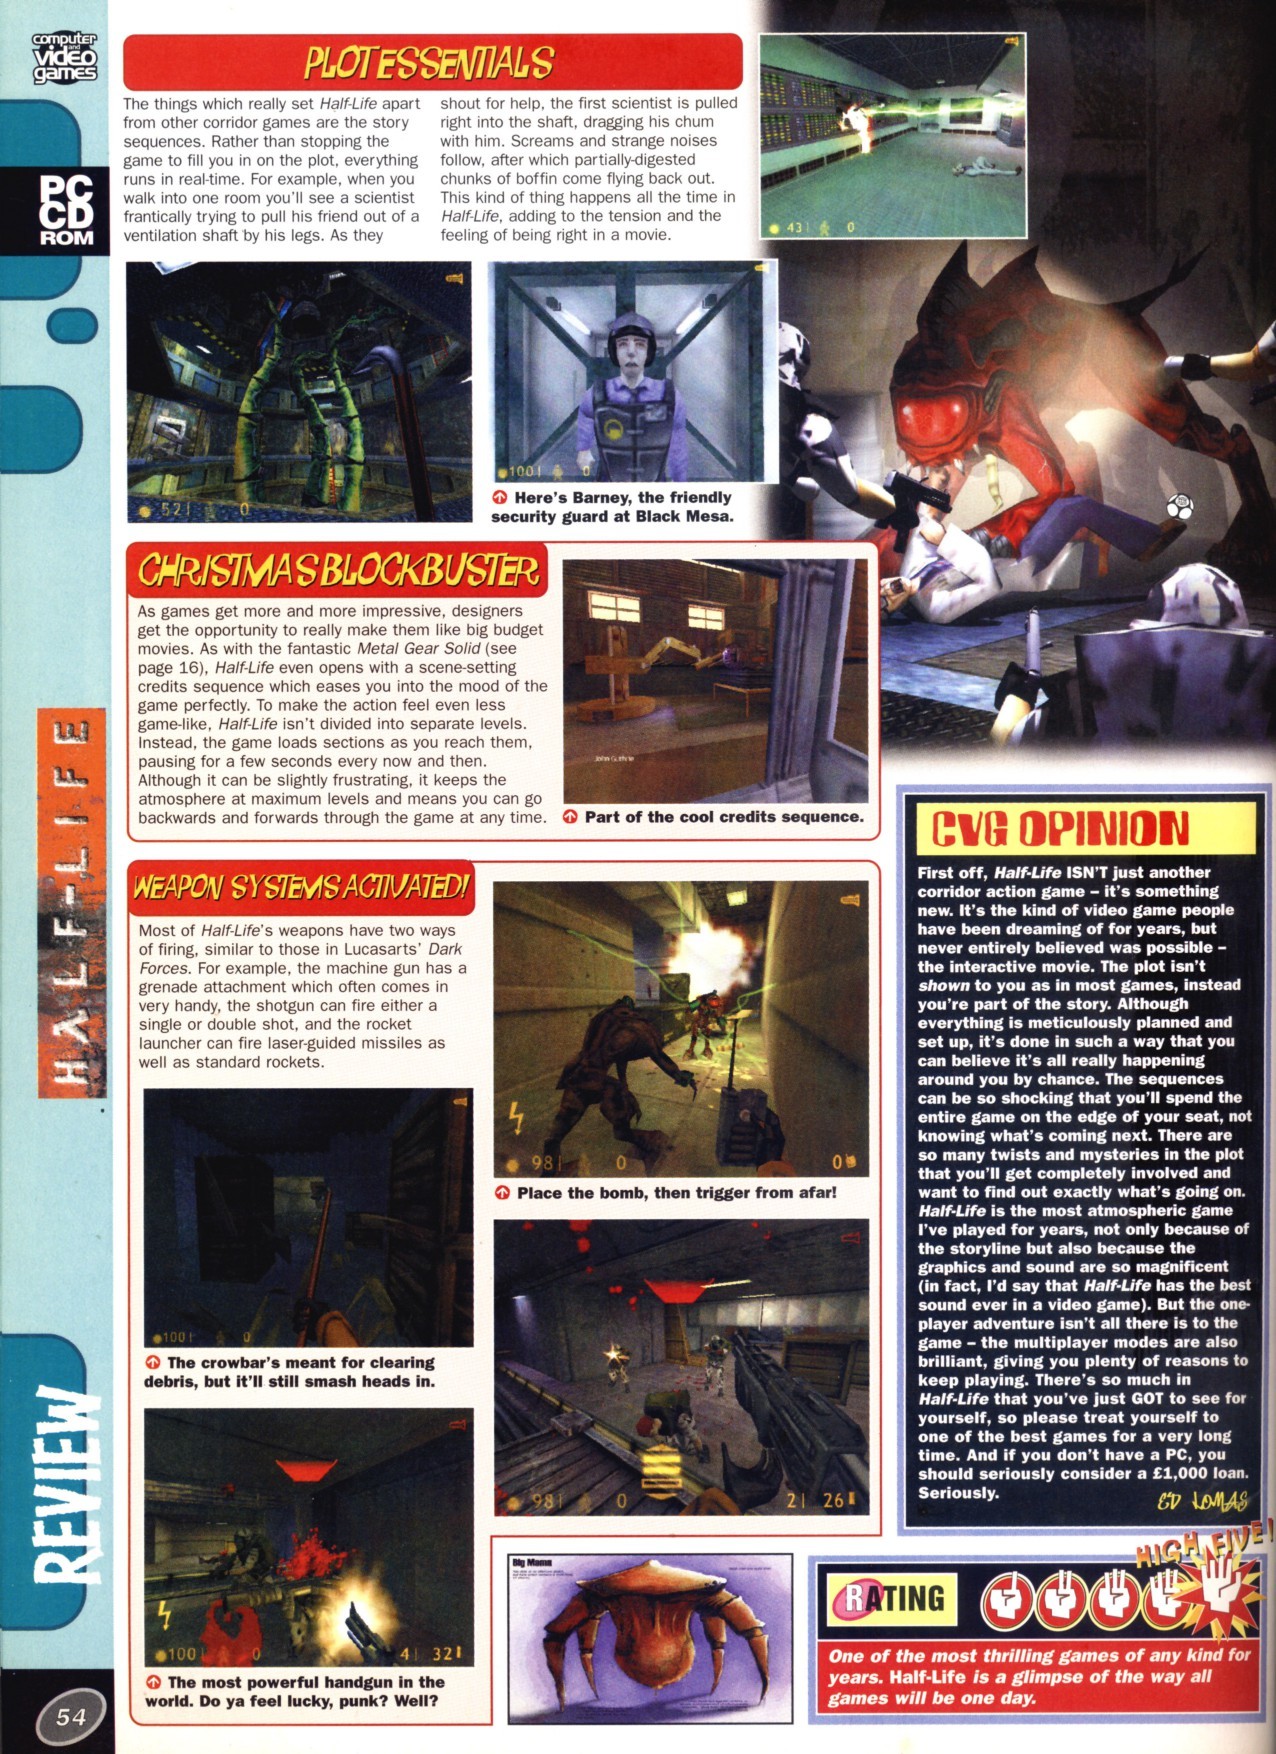 computer
and
video
games
PC
CD
ROM
HALF-LIFE
REVIEW
54
PLOT ESSENTIALS
The things which really set Half-Life apart
from other corridor games are the story
sequences. Rather than stopping the
game to fill you in on the plot, everything
runs in real-time. For example, when you
walk into one room you'll see a scientist
frantically trying to pull his friend out of a
ventilation shaft by his legs. As they
shout for help, the first scientist is pulled
right into the shaft, dragging his chum
with him. Screams and strange noises
follow, after which partially-digested
chunks of boffin come flying back out.
This kind of thing happens all the time in
Half-Life, adding to the tension and the
feeling of being right in a movie.
43 0
52 0
100 0
Here's Barney, the friendly
security guard at Black Mesa.
CHRISTMAS BLOCKBUSTER
As games get more and more impressive, designers
get the opportunity to really make them like big budget
movies. As with the fantastic Metal Gear Solid (see
page 16), Half-Life even opens with a scene-setting
credits sequence which eases you into the mood of the
game perfectly. To make the action feel even less
game-like, Half-Life isn't divided into separate levels.
Instead, the game loads sections as you reach them,
pausing for a few seconds every now and then.
Although it can be slightly frustrating, it keeps the
atmosphere at maximum levels and means you can go
backwards and forwards through the game at any time.
John Guthrie
Part of the cool credits sequence.
WEAPON SYSTEMS ACTIVATED!
Most of Half-Life's weapons have two ways
of firing, similar to those in Lucasarts' Dark
Forces. For example, the machine gun has a
grenade attachment which often comes in
very handy, the shotgun can fire either a
single or double shot, and the rocket
launcher can fire laser-guided missiles as
well as standard rockets.
100 0
The crowbar's meant for clearing
debris, but it'll still smash heads in.
100 0 4 32
The most powerful handgun in the
world. Do ya feel lucky, punk? Well?
98 0 0
Place the bomb, then trigger from afar!
98 0 2 26
Big Mama
CVG OPINION
First off, Half-Life ISN'T just another
corridor action game – it's something
new. It's the kind of video game people
have been dreaming of for years, but
never entirely believed was possible –
the interactive movie. The plot isn't
shown to you as in most games, instead
you're part of the story. Although
everything is meticulously planned and
set up, it's done in such a way that you
can believe it's all really happening
around you by chance. The sequences
can be so shocking that you'll spend the
entire game on the edge of your seat, not
knowing what's coming next. There are
so many twists and mysteries in the plot
that you'll get completely involved and
want to find out exactly what's going on.
Half-Life is the most atmospheric game
I've played for years, not only because of
the storyline but also because the
graphics and sound are so magnificent
(in fact, I'd say that Half-Life has the best
sound ever in a video game). But the one-
player adventure isn't all there is to the
game – the multiplayer modes are also
brilliant, giving you plenty of reasons to
keep playing. There's so much in
Half-Life that you've just GOT to see for
yourself, so please treat yourself to
one of the best games for a very long
time. And if you don't have a PC, you
should seriously consider a £1,000 loan.
Seriously.
ED LOMAS
HIGH FIVE!
RATING
One of the most thrilling games of any kind for
years. Half-Life is a glimpse of the way all
games will be one day.